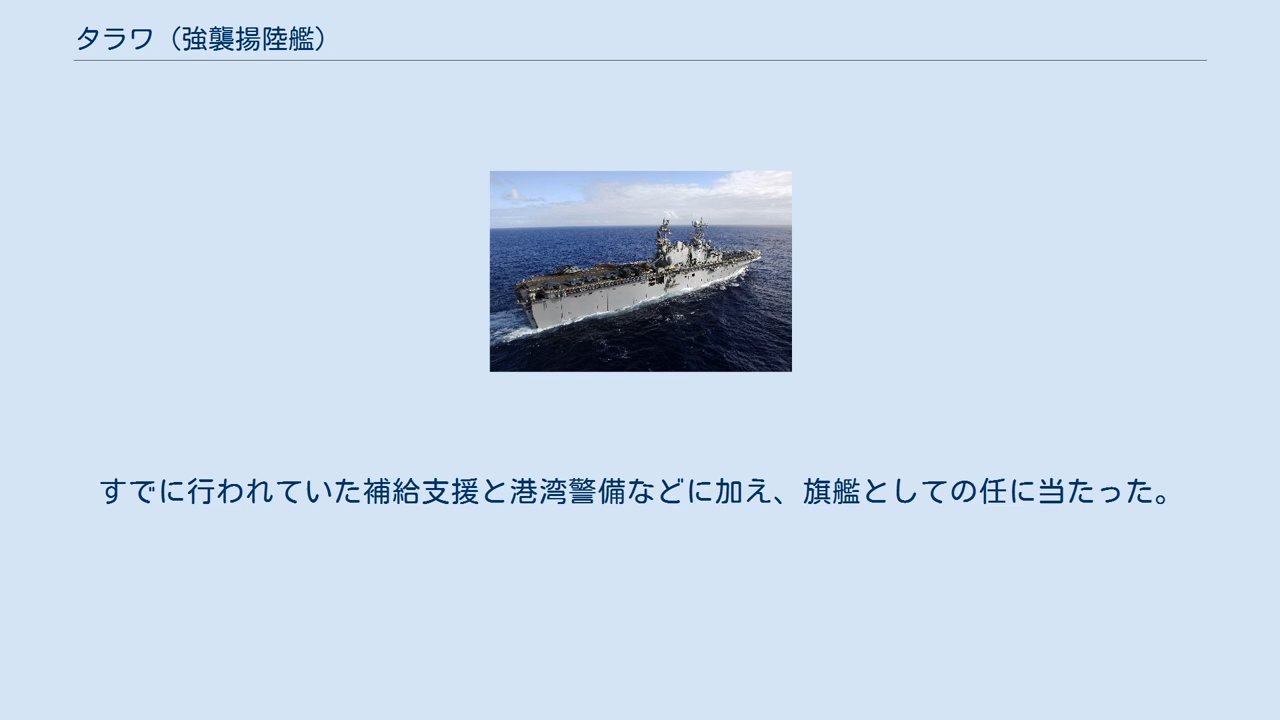 タラワ（強襲揚陸艦）
すでに行われていた補給支援と港湾警備などに加え、旗艦としての任に当たった。